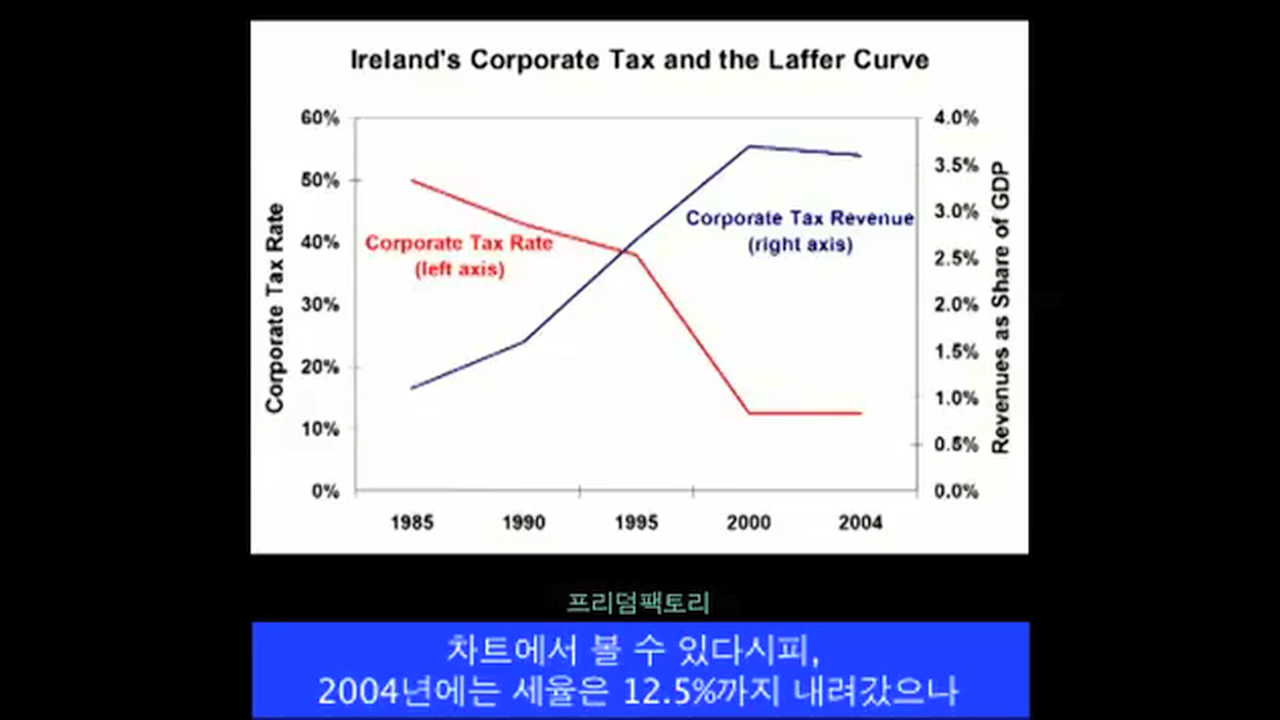 Ireland's Corporate Tax and the Laffer Curve
60%
50%
40%
30%
20%
10%
0%
Corporate Tax Rate
Corporate Tax Rate
(left axis)
Corporate Tax Revenue
(right axis)
4.0%
3.5%
3.0%
2.5%
2.0%
1.5%
1.0%
0.5%
0.0%
Revenues as Share of GDP
1985 1990 1995 2000 2004
프리덤팩토리
차트에서 볼 수 있다시피,
2004년에는 세율은 12.5%까지 내려갔으나